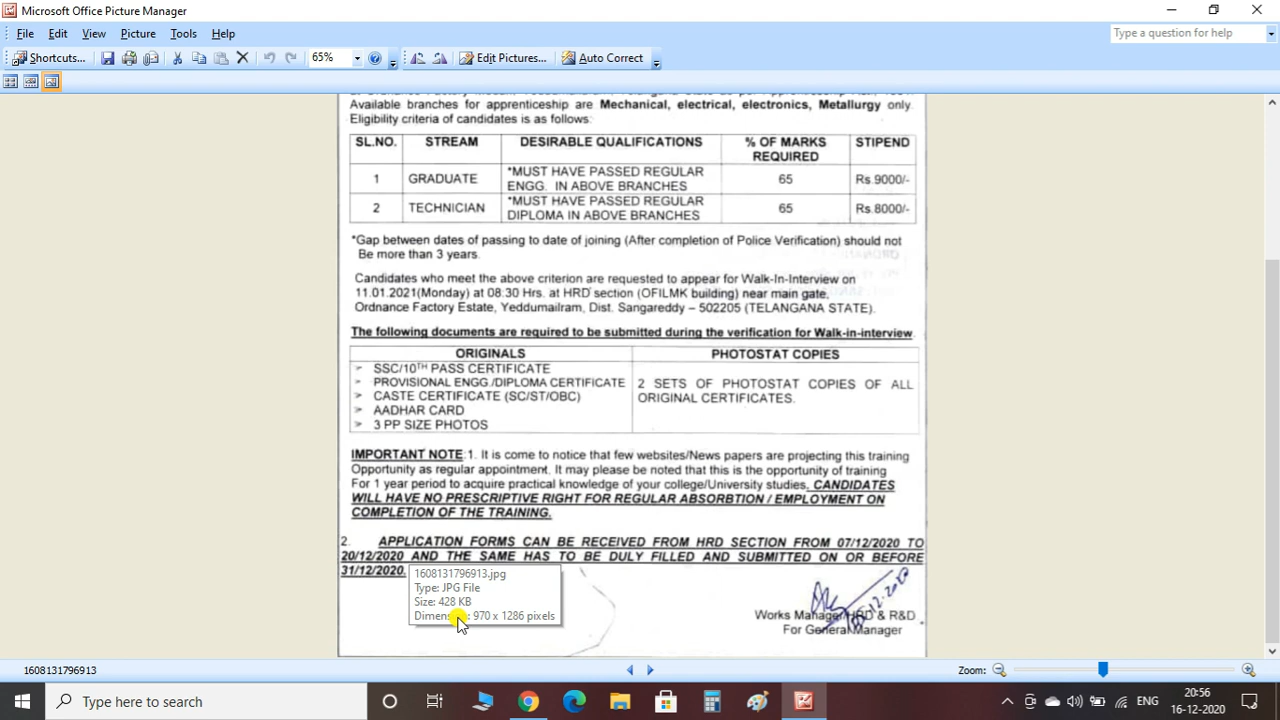 Microsoft Office Picture Manager
File Edit View Picture Tools Help
Type a question for help
Shortcuts... 65% Edit Pictures... Auto Correct
Available branches for apprenticeship are Mechanical, electrical, electronics, Metallurgy only.
Eligibility criteria of candidates is as follows:
SL.NO. STREAM DESIRABLE QUALIFICATIONS % OF MARKS REQUIRED STIPEND
1 GRADUATE *MUST HAVE PASSED REGULAR ENGG. IN ABOVE BRANCHES 65 Rs.9000/-
2 TECHNICIAN *MUST HAVE PASSED REGULAR DIPLOMA IN ABOVE BRANCHES 65 Rs.8000/-
*Gap between dates of passing to date of joining (After completion of Police Verification) should not
Be more than 3 years.
Candidates who meet the above criterion are requested to appear for Walk-In-Interview on
11.01.2021(Monday) at 08:30 Hrs. at HRD section (OFILMK building) near main gate,
Ordnance Factory Estate, Yeddumailram, Dist. Sangareddy – 502205 (TELANGANA STATE).
The following documents are required to be submitted during the verification for Walk-in-interview.
ORIGINALS PHOTOSTAT COPIES
➢ SSC/10TH PASS CERTIFICATE
➢ PROVISIONAL ENGG./DIPLOMA CERTIFICATE
➢ CASTE CERTIFICATE (SC/ST/OBC)
➢ AADHAR CARD
➢ 3 PP SIZE PHOTOS
2 SETS OF PHOTOSTAT COPIES OF ALL
ORIGINAL CERTIFICATES.
IMPORTANT NOTE:1. It is come to notice that few websites/News papers are projecting this training
Opportunity as regular appointment. It may please be noted that this is the opportunity of training
For 1 year period to acquire practical knowledge of your college/University studies. CANDIDATES
WILL HAVE NO PRESCRIPTIVE RIGHT FOR REGULAR ABSORBTION / EMPLOYMENT ON
COMPLETION OF THE TRAINING.
2. APPLICATION FORMS CAN BE RECEIVED FROM HRD SECTION FROM 07/12/2020 TO
20/12/2020 AND THE SAME HAS TO BE DULY FILLED AND SUBMITTED ON OR BEFORE
31/12/2020.
1608131796913.jpg
Type: JPG File
Size: 428 KB
970 x 1286 pixels
Works Manager/HRD & R&D
For General Manager
1608131796913
Zoom:
Type here to search
ENG
20:56
16-12-2020